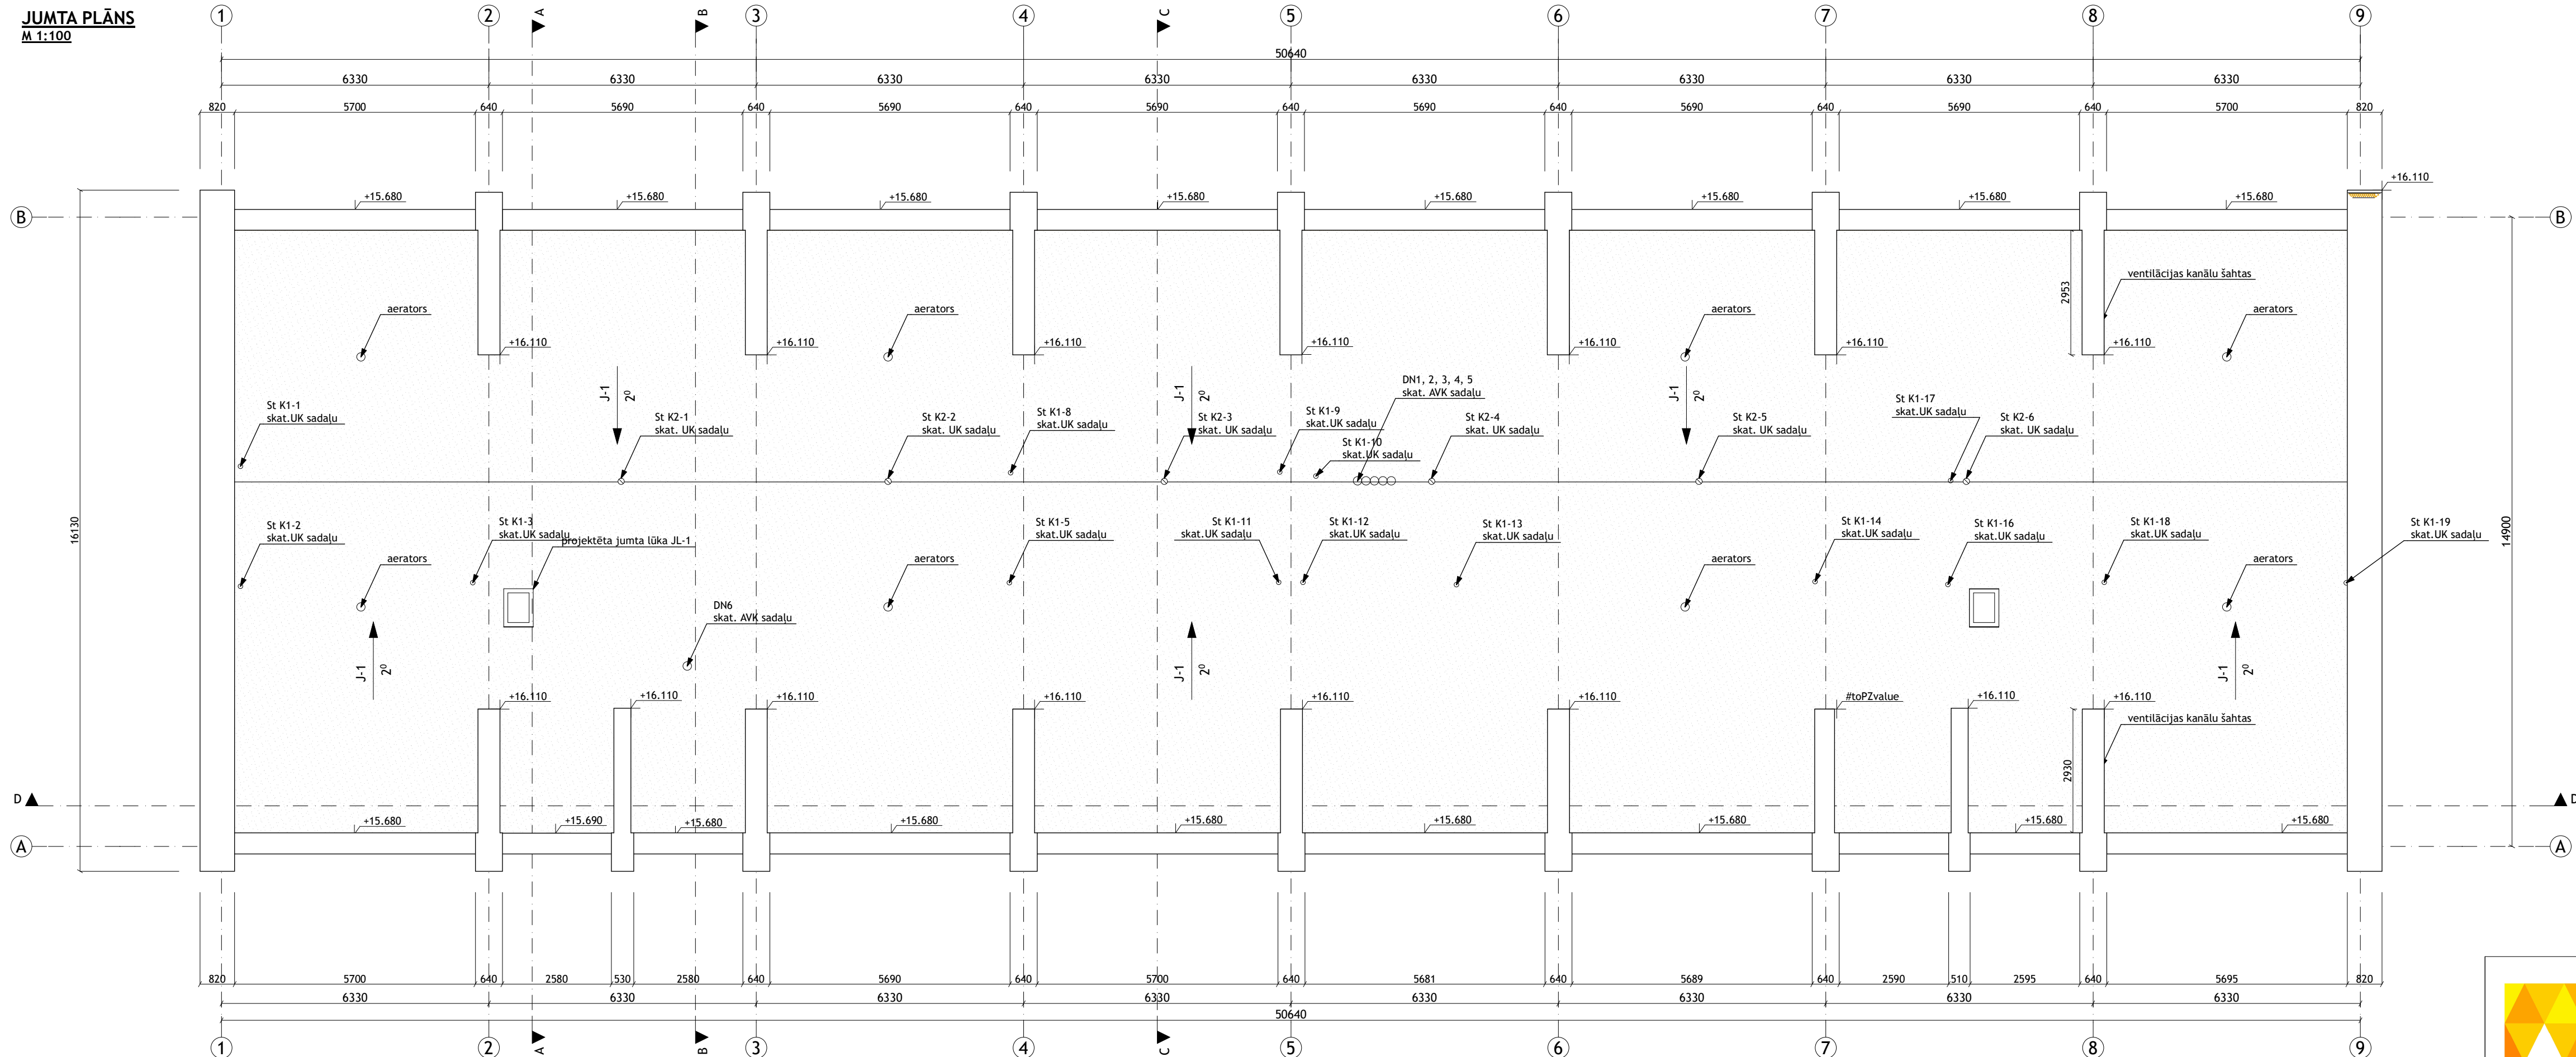 JUMTA PLĀNS
M 1:100
1 2 A B 3 4 C 5 6 7 8 9
50640
6330 6330 6330 6330 6330 6330 6330 6330
820 5700 640 5690 640 5690 640 5690 640 5690 640 5690 640 5690 640 5700 820
+16.110
+15.680 +15.680 +15.680 +15.680 +15.680 +15.680 +15.680 +15.680
B B
ventilācijas kanālu šahtas
2953
aerators aerators aerators aerators
+16.110 +16.110 +16.110 +16.110 +16.110 +16.110 +16.110
J-1 2⁰ J-1 2⁰ J-1 2⁰
DN1, 2, 3, 4, 5
skat. AVK sadaļu
St K1-1
skat.UK sadaļu
St K2-1
skat. UK sadaļu
St K2-2
skat. UK sadaļu
St K1-8
skat.UK sadaļu
St K2-3
skat. UK sadaļu
St K1-9
skat.UK sadaļu
St K1-10
skat.UK sadaļu
St K2-4
skat. UK sadaļu
St K2-5
skat. UK sadaļu
St K1-17
skat.UK sadaļu
St K2-6
skat. UK sadaļu
16130
14900
St K1-2
skat.UK sadaļu
St K1-3
skat.UK sadaļu
projektēta jumta lūka JL-1
St K1-5
skat.UK sadaļu
St K1-11
skat.UK sadaļu
St K1-12
skat.UK sadaļu
St K1-13
skat.UK sadaļu
St K1-14
skat.UK sadaļu
St K1-16
skat.UK sadaļu
St K1-18
skat.UK sadaļu
St K1-19
skat.UK sadaļu
aerators aerators aerators aerators
DN6
skat. AVK sadaļu
J-1 2⁰ J-1 2⁰ J-1 2⁰
+16.110 +16.110 +16.110 +16.110 +16.110 +16.110 #toPZvalue +16.110 +16.110
ventilācijas kanālu šahtas
2930
D D
+15.680 +15.690 +15.680 +15.680 +15.680 +15.680 +15.680 +15.680 +15.680
A A
820 5700 640 2580 530 2580 640 5690 640 5700 640 5681 640 5689 640 2590 510 2595 640 5695 820
6330 6330 6330 6330 6330 6330 6330 6330
50640
1 2 A B 3 4 C 5 6 7 8 9